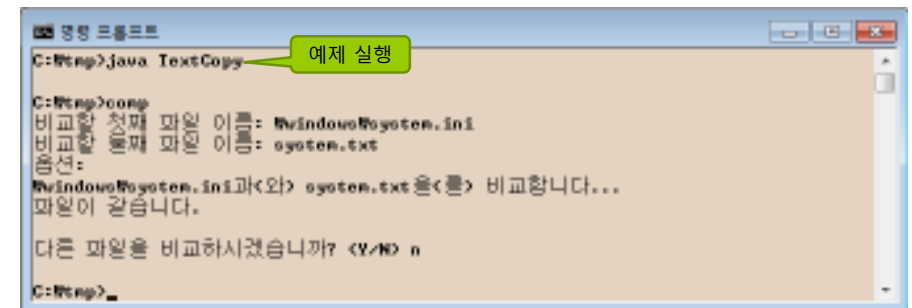 명령 프롬프트
C:₩tmp>java TextCopy
예제 실행
C:₩tmp>comp
비교할 첫째 파일 이름: ₩windows₩system.ini
비교할 둘째 파일 이름: system.txt
옵션:
₩windows₩system.ini과(와) system.txt을(를) 비교합니다...
파일이 같습니다.
다른 파일을 비교하시겠습니까? (Y/N) n
C:₩tmp>_